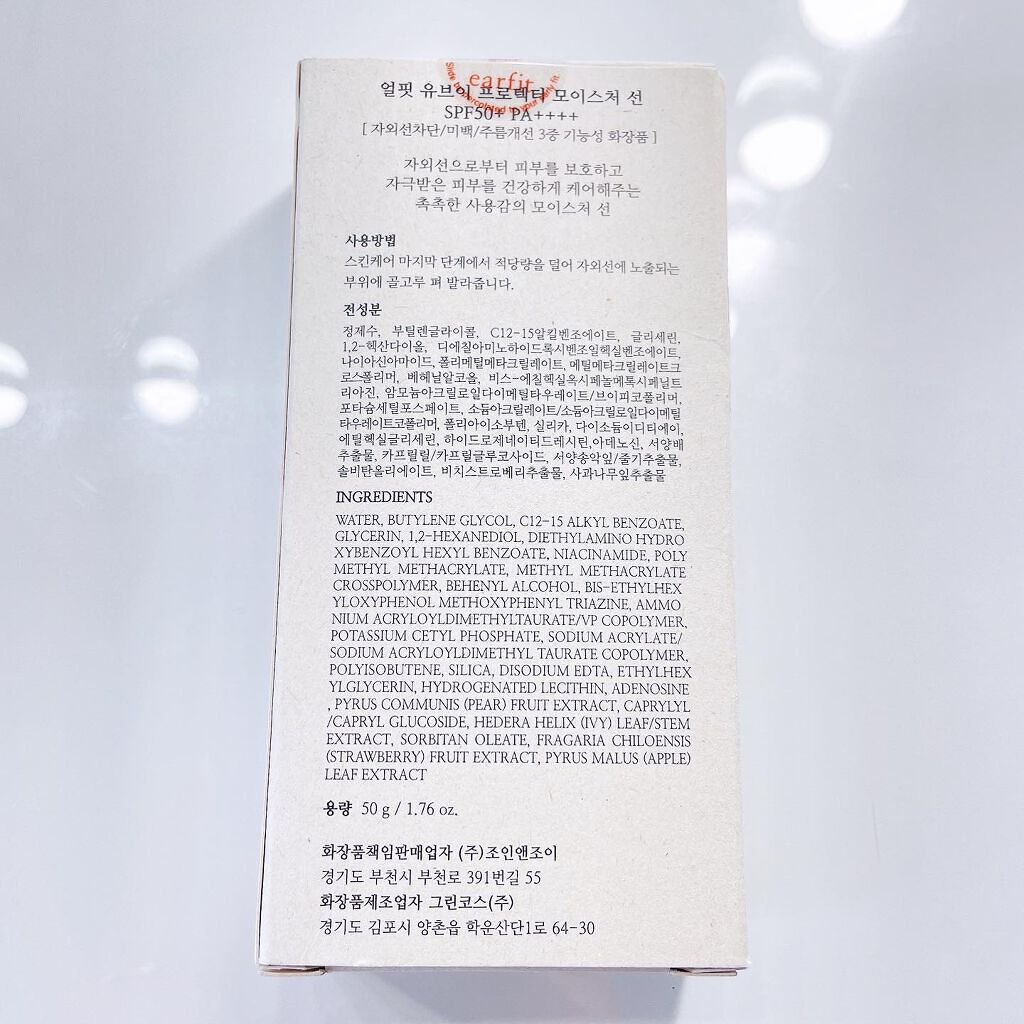 earfit
얼핏 유브이 프로텍터 모이스처 선
SPF50+ PA++++
[ 자외선차단/미백/주름개선 3중 기능성 화장품 ]
자외선으로부터 피부를 보호하고
자극받은 피부를 건강하게 케어해주는
촉촉한 사용감의 모이스처 선
사용방법
스킨케어 마지막 단계에서 적당량을 덜어 자외선에 노출되는
부위에 골고루 펴 발라줍니다.
전성분
정제수, 부틸렌글라이콜, C12-15알킬벤조에이트, 글리세린,
1,2-헥산다이올, 디에칠아미노하이드록시벤조일헥실벤조에이트,
나이아신아마이드, 폴리메틸메타크릴레이트, 메틸메타크릴레이트크
로스폴리머, 베헤닐알코올, 비스-에칠헥실옥시페놀메톡시페닐트
리아진, 암모늄아크릴로일다이메틸타우레이트/브이피코폴리머,
포타슘세틸포스페이트, 소듐아크릴레이트/소듐아크릴로일다이메틸
타우레이트코폴리머, 폴리아이소부텐, 실리카, 다이소듐이디티에이,
에틸헥실글리세린, 하이드로제네이티드레시틴,아데노신, 서양배
추출물, 카프릴릴/카프릴글루코사이드, 서양송악잎/줄기추출물,
솔비탄올리에이트, 비치스트로베리추출물, 사과나무잎추출물
INGREDIENTS
WATER, BUTYLENE GLYCOL, C12-15 ALKYL BENZOATE,
GLYCERIN, 1,2-HEXANEDIOL, DIETHYLAMINO HYDRO
XYBENZOYL HEXYL BENZOATE, NIACINAMIDE, POLY
METHYL METHACRYLATE, METHYL METHACRYLATE
CROSSPOLYMER, BEHENYL ALCOHOL, BIS-ETHYLHEX
YLOXYPHENOL METHOXYPHENYL TRIAZINE, AMMO
NIUM ACRYLOYLDIMETHYLTAURATE/VP COPOLYMER,
POTASSIUM CETYL PHOSPHATE, SODIUM ACRYLATE/
SODIUM ACRYLOYLDIMETHYL TAURATE COPOLYMER,
POLYISOBUTENE, SILICA, DISODIUM EDTA, ETHYLHEX
YLGLYCERIN, HYDROGENATED LECITHIN, ADENOSINE
, PYRUS COMMUNIS (PEAR) FRUIT EXTRACT, CAPRYLYL
/CAPRYL GLUCOSIDE, HEDERA HELIX (IVY) LEAF/STEM
EXTRACT, SORBITAN OLEATE, FRAGARIA CHILOENSIS
(STRAWBERRY) FRUIT EXTRACT, PYRUS MALUS (APPLE)
LEAF EXTRACT
용량 50 g / 1.76 oz.
화장품책임판매업자 (주)조인앤조이
경기도 부천시 부천로 391번길 55
화장품제조업자 그린코스(주)
경기도 김포시 양촌읍 학운산단1로 64-30